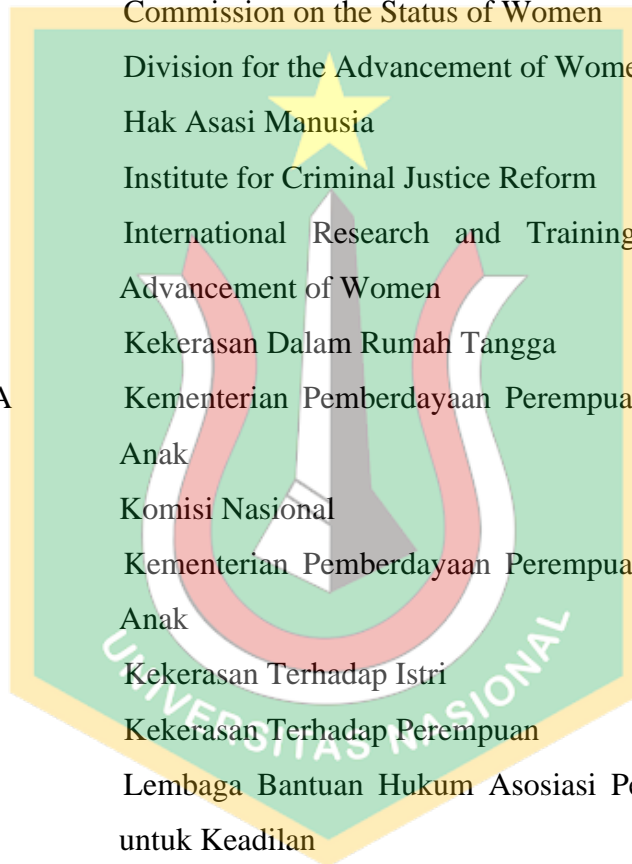 Commission on the Status of Women
Division for the Advancement of Wome
Hak Asasi Manusia
Institute for Criminal Justice Reform
International Research and Training
Advancement of Women
Kekerasan Dalam Rumah Tangga
A Kementerian Pemberdayaan Perempua
Anak
Komisi Nasional
Kementerian Pemberdayaan Perempua
Anak
Kekerasan Terhadap Istri
Kekerasan Terhadap Perempuan
Lembaga Bantuan Hukum Asosiasi Pe
untuk Keadilan
UNIVERSITAS NASIONAL